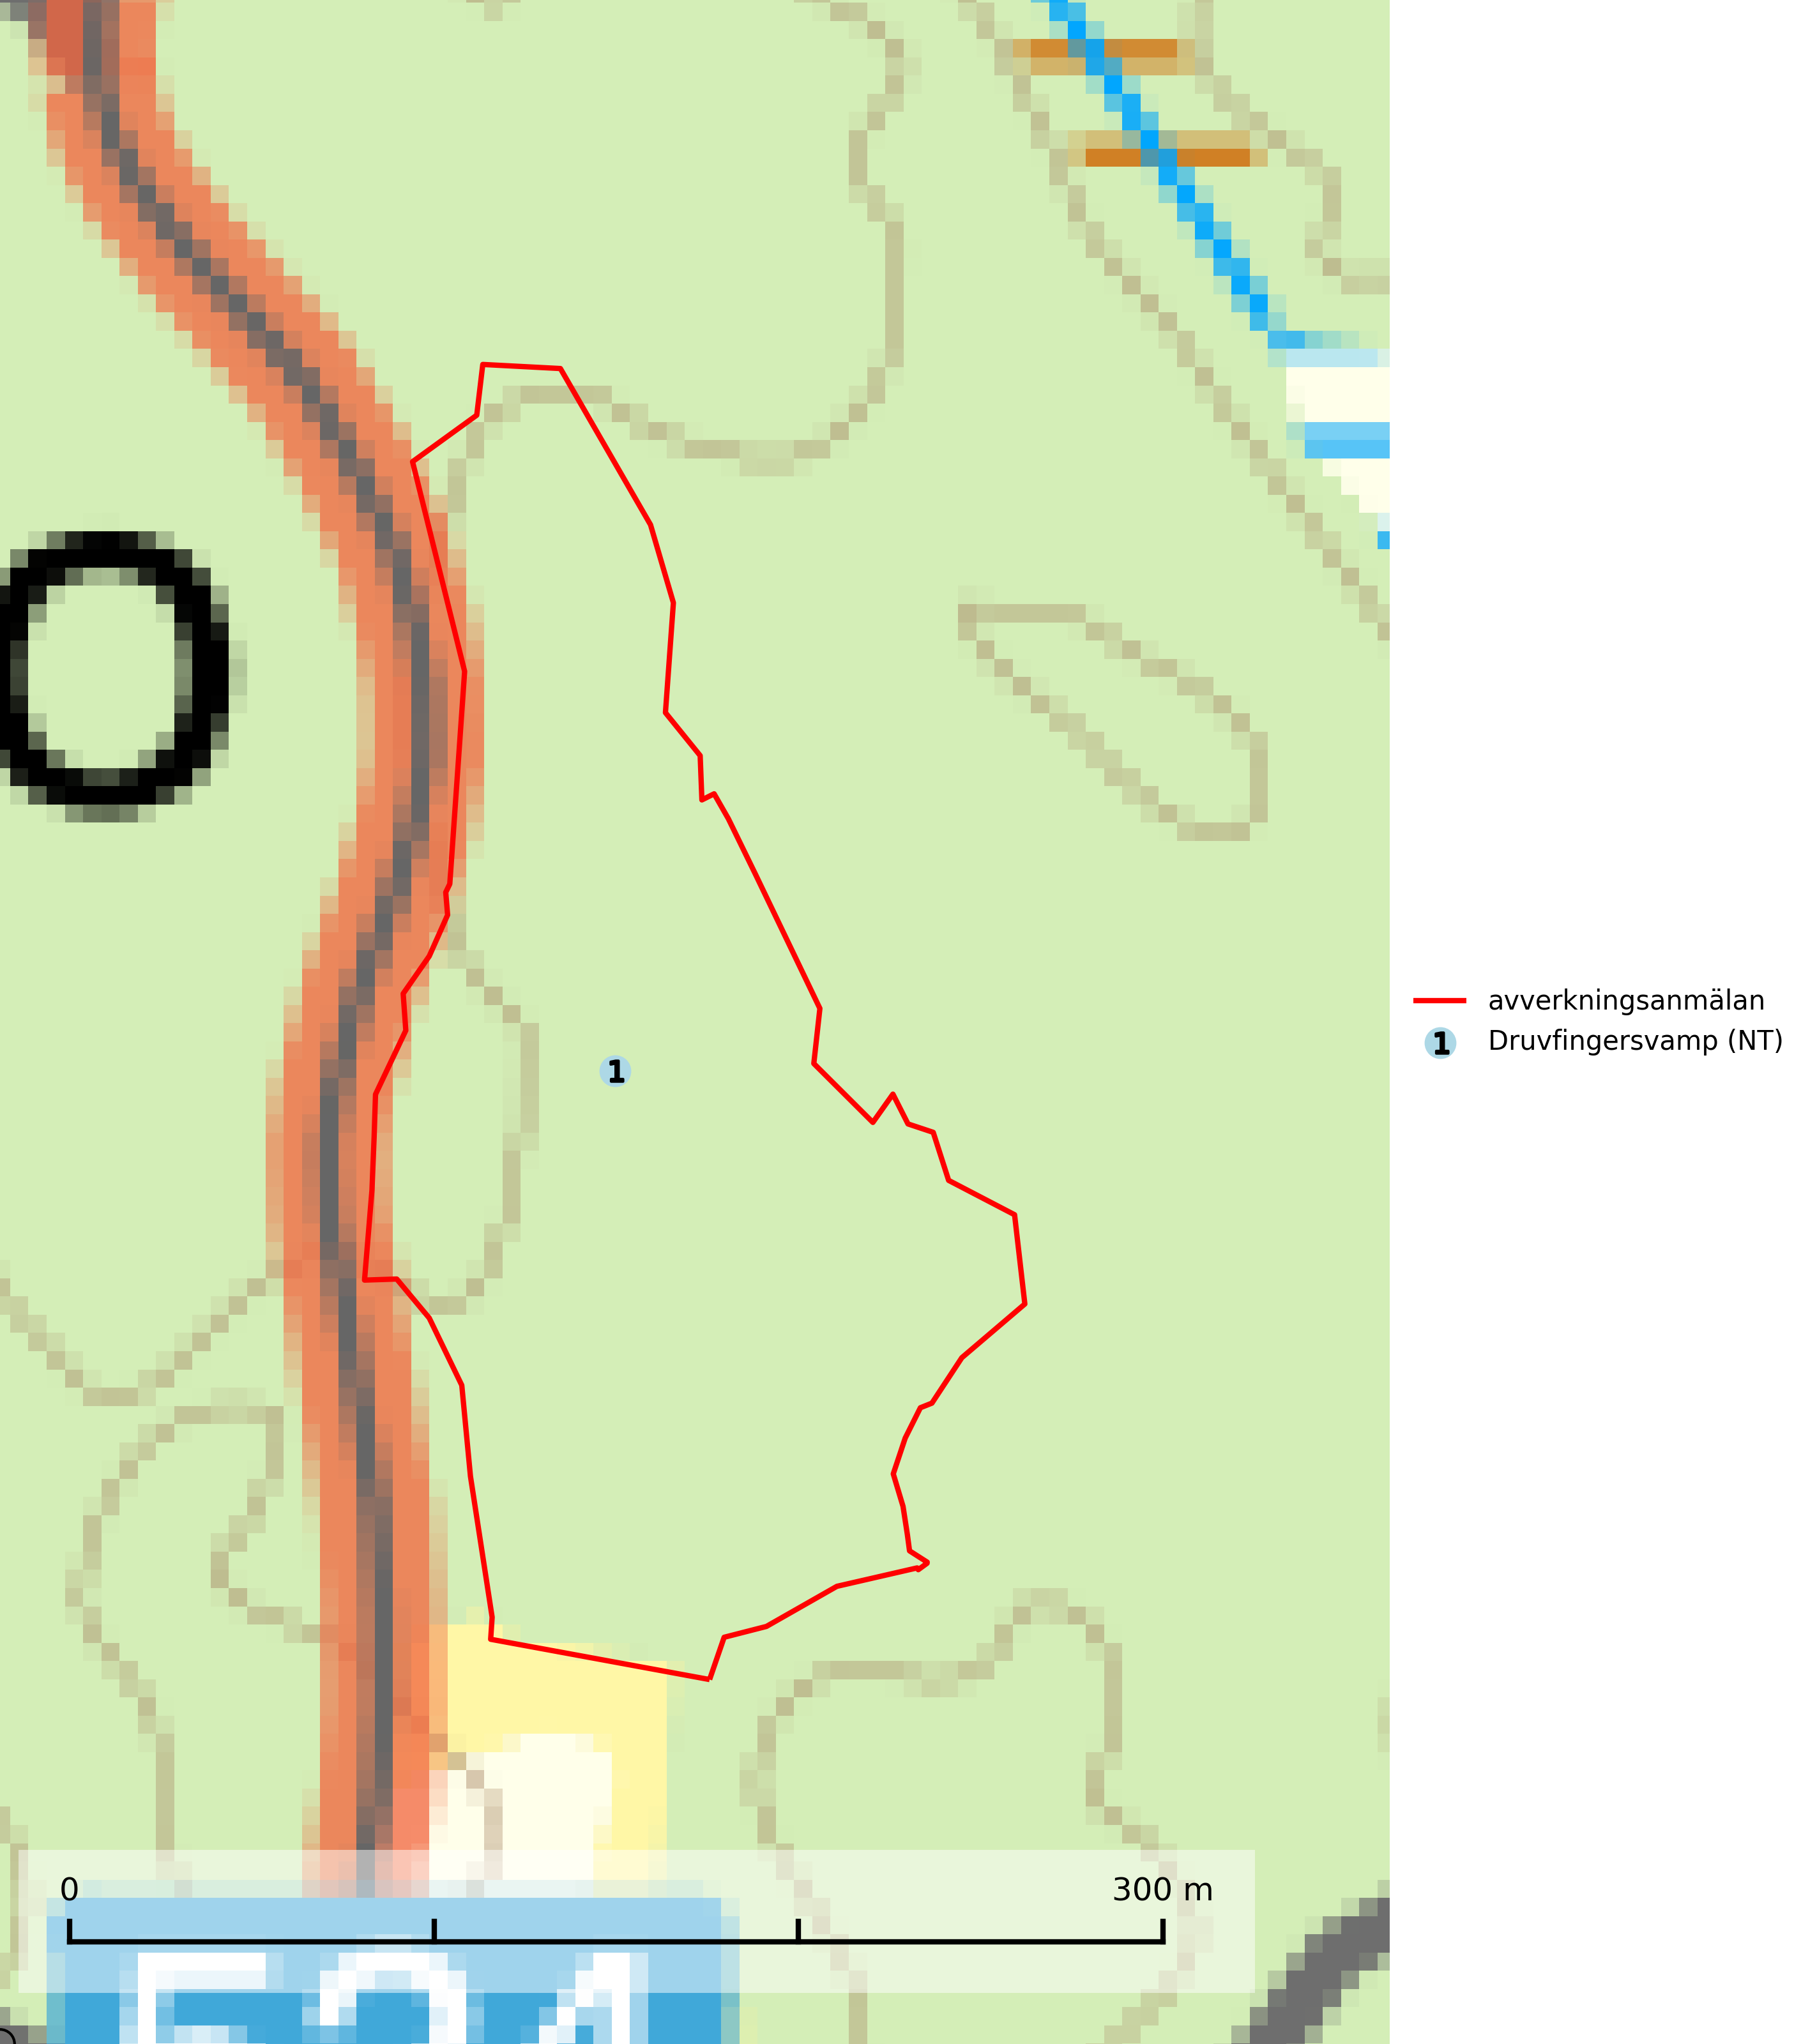 1
avverkningsanmälan
1 Druvfingersvamp (NT)
0 300 m